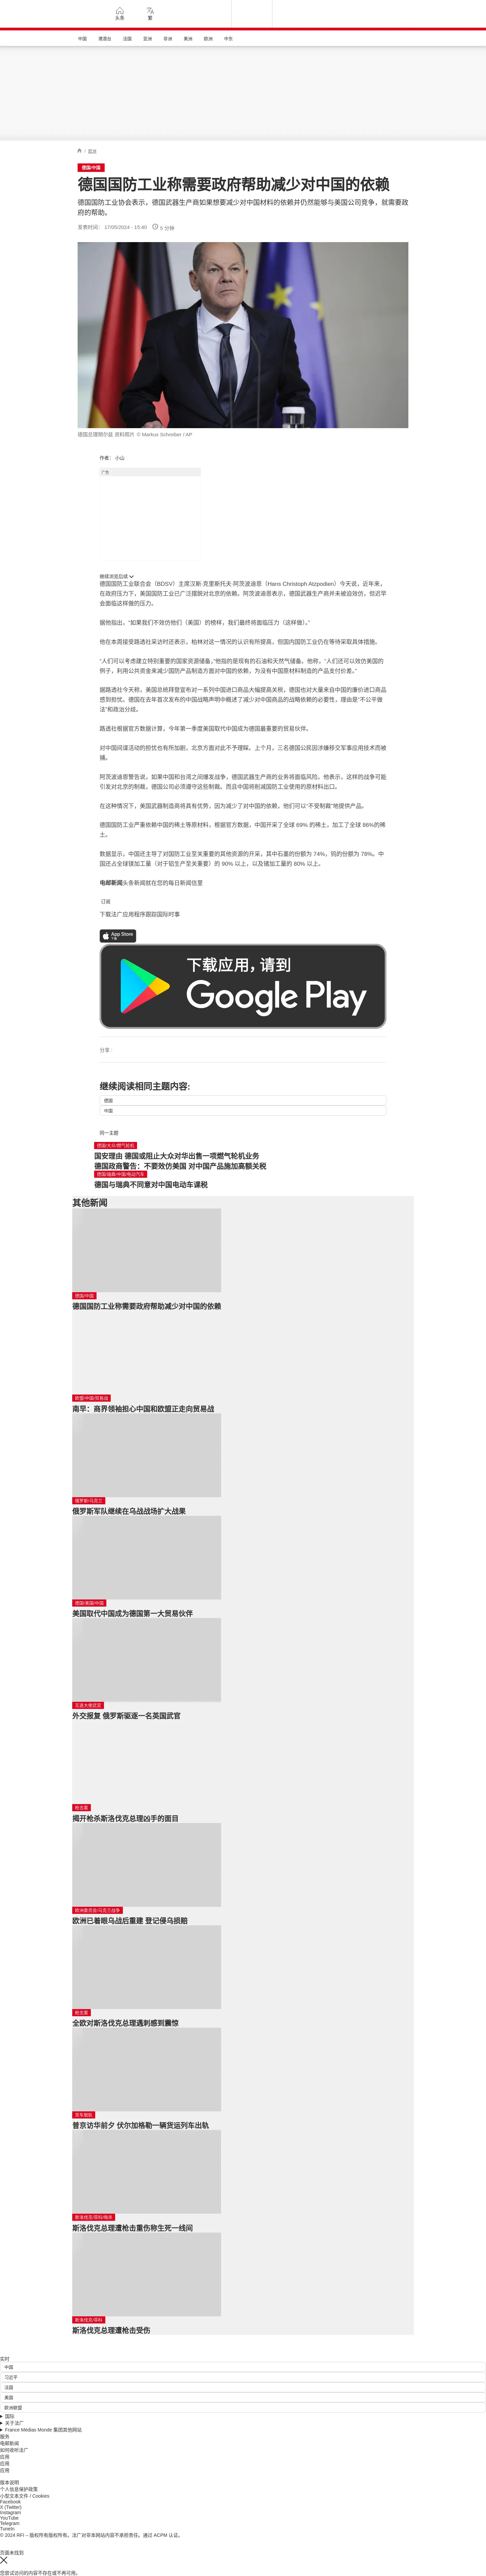 头条
繁
中国
港澳台
法国
亚洲
非洲
美洲
欧洲
中东
/ 欧洲
德国/中国
德国国防工业称需要政府帮助减少对中国的依赖
德国国防工业协会表示，德国武器生产商如果想要减少对中国材料的依赖并仍然能够与美国公司竞争，就需要政府的帮助。
发表时间： 17/05/2024 - 15:40
5 分钟
德国总理朔尔兹 资料照片 © Markus Schreiber / AP
作者： 小山
广告
继续浏览后续
德国国防工业联合会（BDSV）主席汉斯·克里斯托夫·阿茨波迪恩（Hans Christoph Atzpodien）今天说，近年来，在政府压力下，美国国防工业已广泛摆脱对北京的依赖。阿茨波迪恩表示，德国武器生产商并未被迫效仿，但迟早会面临这样做的压力。
据他指出，“如果我们不效仿他们（美国）的榜样，我们最终将面临压力（这样做）。”
他在本周接受路透社采访时还表示，柏林对这一情况的认识有所提高，但国内国防工业仍在等待采取具体措施。
“人们可以考虑建立特别重要的国家资源储备。”他指的是现有的石油和天然气储备。他称，“人们还可以效仿美国的例子，利用公共资金来减少国防产品制造方面对中国的依赖，为没有中国原材料制造的产品支付价差。”
据路透社今天称，美国总统拜登宣布对一系列中国进口商品大幅提高关税，德国也对大量来自中国的廉价进口商品感到担忧。德国在去年首次发布的中国战略声明中概述了减少对中国商品的战略依赖的必要性，理由是“不公平做法”和政治分歧。
路透社根据官方数据计算，今年第一季度美国取代中国成为德国最重要的贸易伙伴。
对中国间谍活动的担忧也有所加剧，北京方面对此不予理睬。上个月，三名德国公民因涉嫌移交军事应用技术而被捕。
阿茨波迪恩警告说，如果中国和台湾之间爆发战争，德国武器生产商的业务将面临风险。他表示，这样的战争可能引发对北京的制裁，德国公司必须遵守这些制裁。而且中国将削减国防工业使用的原材料出口。
在这种情况下，美国武器制造商将具有优势，因为减少了对中国的依赖，他们可以“不受制裁”地提供产品。
德国国防工业严重依赖中国的稀土等原材料。根据官方数据，中国开采了全球 69% 的稀土，加工了全球 86%的稀土。
数据显示，中国还主导了对国防工业至关重要的其他资源的开采，其中石墨的份额为 74%，钨的份额为 78%。中国还占全球镁加工量（对于铝生产至关重要）的 90% 以上，以及锗加工量的 80% 以上。
电邮新闻头条新闻就在您的每日新闻信里
订阅
下载法广应用程序跟踪国际时事
App Store
下载应用，请到
Google Play
分享 :
继续阅读相同主题内容:
德国
中国
同一主题
德国/大众/燃气轮机
国安理由 德国或阻止大众对华出售一项燃气轮机业务
德国政商警告：不要效仿美国 对中国产品施加高额关税
德国/瑞典/中国/电动汽车
德国与瑞典不同意对中国电动车课税
其他新闻
德国/中国
德国国防工业称需要政府帮助减少对中国的依赖
欧盟/中国/贸易战
南早：商界领袖担心中国和欧盟正走向贸易战
俄罗斯/乌克兰
俄罗斯军队继续在乌战战场扩大战果
德国/美国/中国
美国取代中国成为德国第一大贸易伙伴
互逐大使武官
外交报复 俄罗斯驱逐一名英国武官
枪击案
揭开枪杀斯洛伐克总理凶手的面目
欧洲委员会/乌克兰战争
欧洲已着眼乌战后重建 登记侵乌损赔
枪击案
全欧对斯洛伐克总理遇刺感到震惊
货车脱轨
普京访华前夕 伏尔加格勒一辆货运列车出轨
斯洛伐克/菲科/枪击
斯洛伐克总理遭枪击重伤称生死一线间
斯洛伐克/菲科
斯洛伐克总理遭枪击受伤
实时
中国
习近平
法国
美国
欧洲联盟
国际
关于法广
France Médias Monde 集团其他网站
服务
电邮新闻
如何收听法广
应用
应用
应用
版本说明
个人信息保护政策
小型文本文件 / Cookies
Facebook
X (Twitter)
Instagram
YouTube
Telegram
TuneIn
© 2024 RFI – 版权所有版权所有。法广对非本网站内容不承担责任。通过 ACPM 认证。
页面未找到
您尝试访问的内容不存在或不再可用。